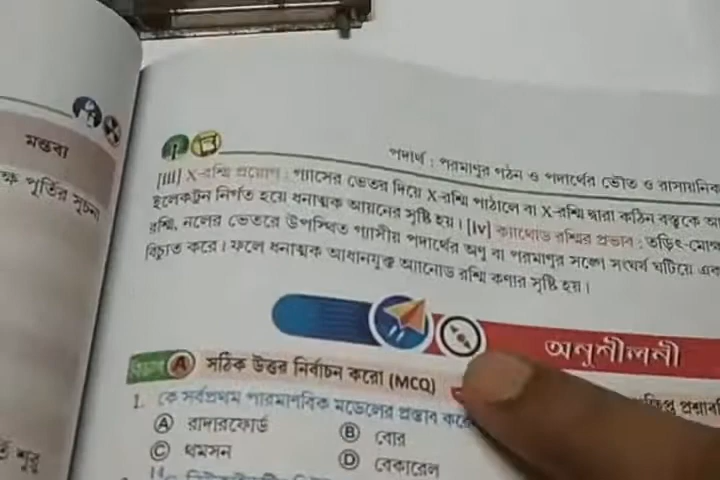 মন্তব্য
ক্ষ পূর্তির সূচনা
পদার্থ : পরমাণুর গঠন ও পদার্থের ভৌত ও রাসায়নিক
[iii] X-রশ্মি প্রয়োগ : গ্যাসের ভেতর দিয়ে X-রশ্মি পাঠালে বা X-রশ্মি দ্বারা কঠিন বস্তুকে আ
ইলেকট্রন নির্গত হয়ে ধনাত্মক আয়নের সৃষ্টি হয়। [iv] ক্যাথোড রশ্মির প্রভাব : তড়িৎ-মোক্ষ
রশ্মি, নলের ভেতরে উপস্থিত গ্যাসীয় পদার্থের অণু বা পরমাণুর সঙ্গে সংঘর্ষ ঘটিয়ে এক
বিচ্যুত করে। ফলে ধনাত্মক আধানযুক্ত অ্যানোড রশ্মি কণার সৃষ্টি হয়।
অনুশীলনী
বিভাগ A সঠিক উত্তর নির্বাচন করো (MCQ)
1. কে সর্বপ্রথম পারমাণবিক মডেলের প্রস্তাব করে
A রাদারফোর্ড B বোর
C থমসন D বেকারেল